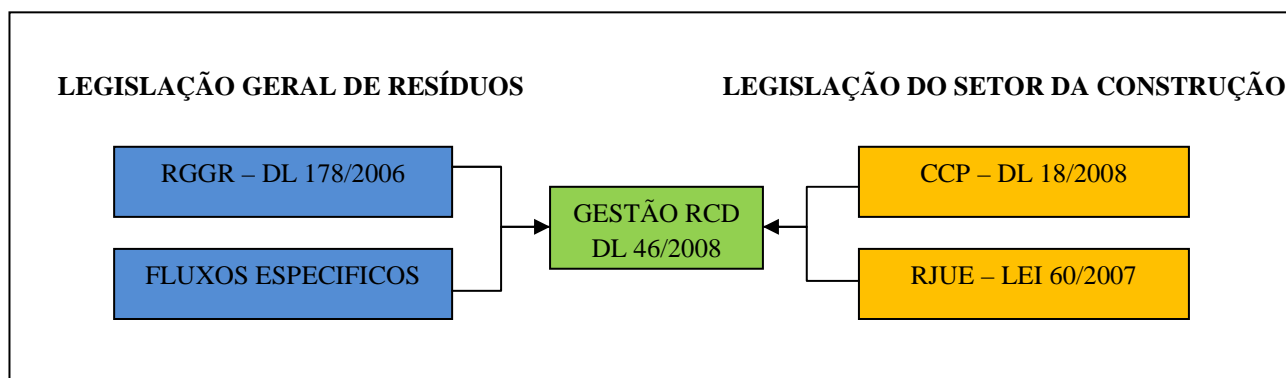 LEGISLAÇÃO GERAL DE RESÍDUOS
LEGISLAÇÃO DO SETOR DA CONSTRUÇÃO
RGGR – DL 178/2006
FLUXOS ESPECIFICOS
GESTÃO RCD
DL 46/2008
CCP – DL 18/2008
RJUE – LEI 60/2007